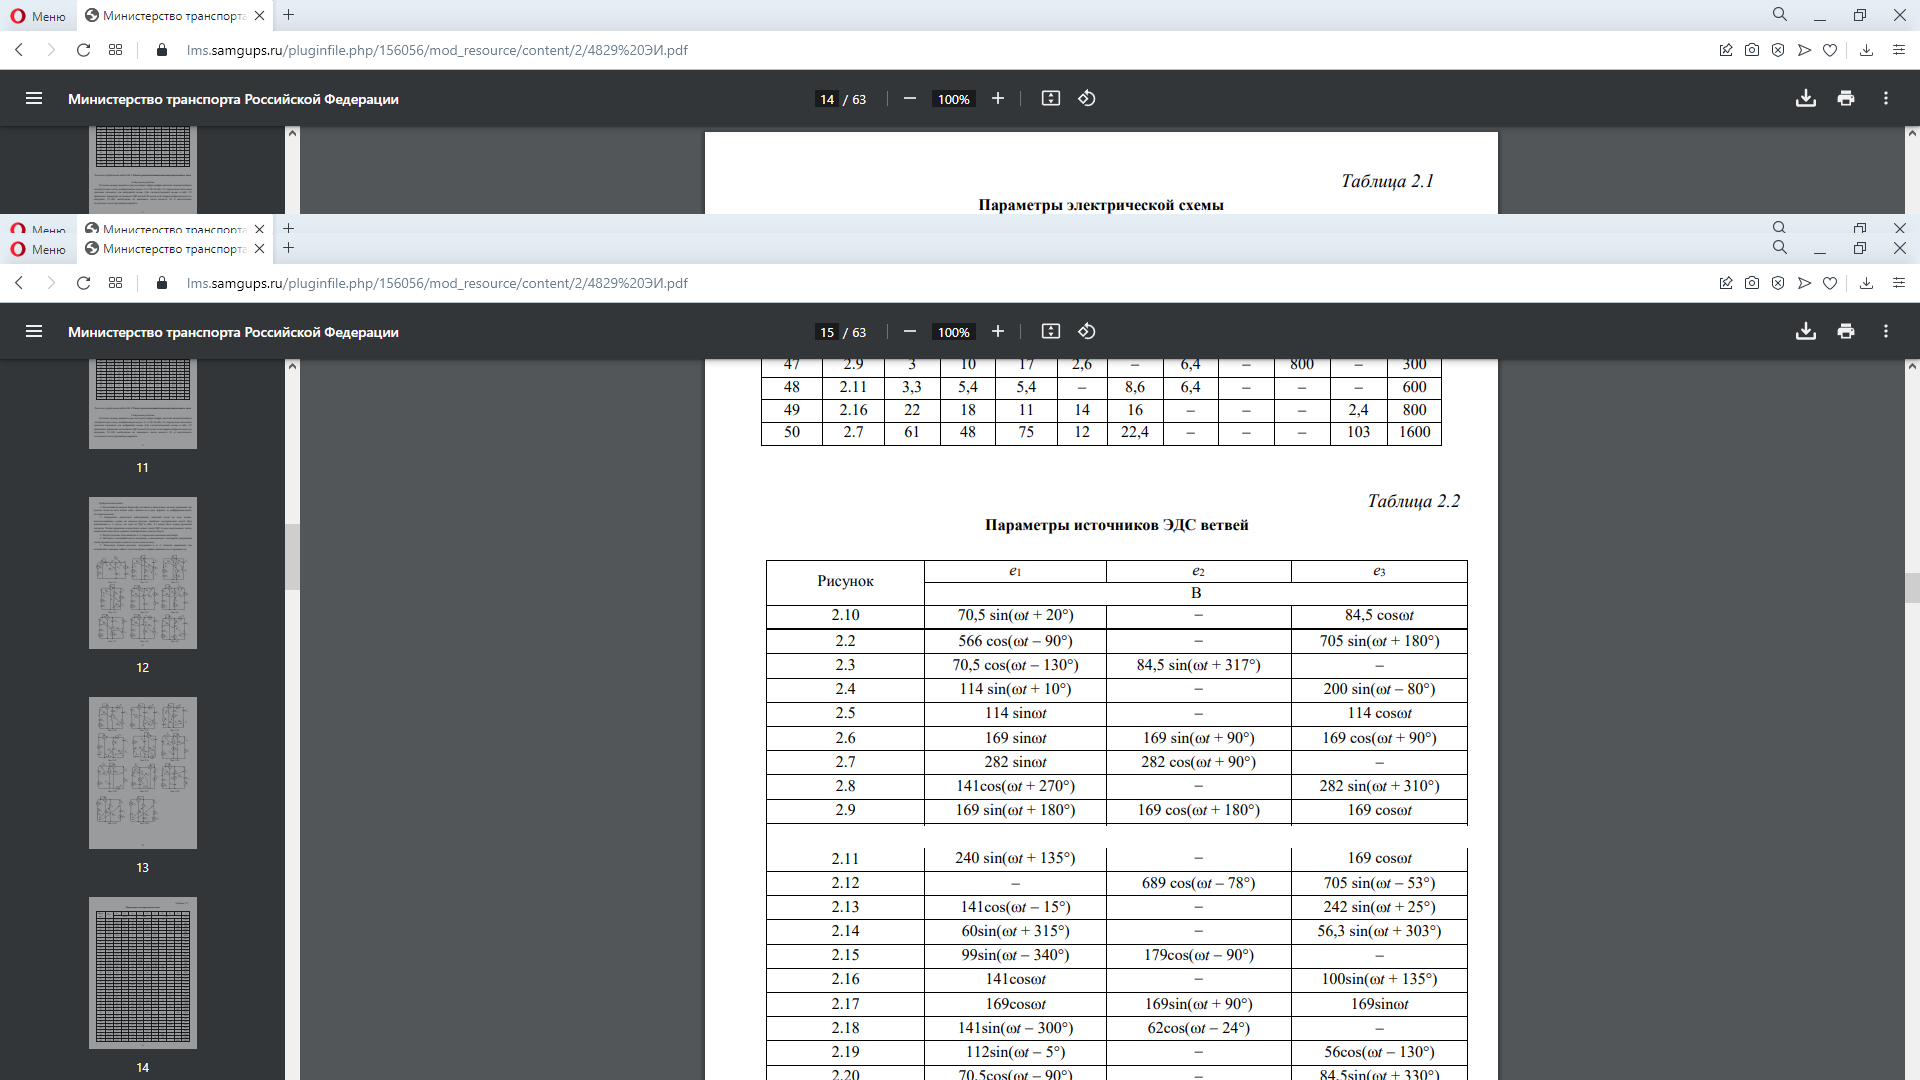 Меню
Министерство транспорта
lms.samgups.ru/pluginfile.php/156056/mod_resource/content/2/4829%20ЭИ.pdf
Министерство транспорта Российской Федерации
14 / 63
100%
Таблица 2.1
Параметры электрической схемы
Меню
Министерство транспорта
Меню
Министерство транспорта
lms.samgups.ru/pluginfile.php/156056/mod_resource/content/2/4829%20ЭИ.pdf
Министерство транспорта Российской Федерации
15 / 63
100%
47 2.9 3 10 17 2,6 – 6,4 – 800 – 300
48 2.11 3,3 5,4 5,4 – 8,6 6,4 – – – 600
49 2.16 22 18 11 14 16 – – – 2,4 800
50 2.7 61 48 75 12 22,4 – – – 103 1600
11
12
13
14
Таблица 2.2
Параметры источников ЭДС ветвей
Рисунок e1 e2 e3
В
2.10 70,5 sin(ωt + 20°) – 84,5 cosωt
2.2 566 cos(ωt – 90°) – 705 sin(ωt + 180°)
2.3 70,5 cos(ωt – 130°) 84,5 sin(ωt + 317°) –
2.4 114 sin(ωt + 10°) – 200 sin(ωt – 80°)
2.5 114 sinωt – 114 cosωt
2.6 169 sinωt 169 sin(ωt + 90°) 169 cos(ωt + 90°)
2.7 282 sinωt 282 cos(ωt + 90°) –
2.8 141cos(ωt + 270°) – 282 sin(ωt + 310°)
2.9 169 sin(ωt + 180°) 169 cos(ωt + 180°) 169 cosωt
2.11 240 sin(ωt + 135°) – 169 cosωt
2.12 – 689 cos(ωt – 78°) 705 sin(ωt – 53°)
2.13 141cos(ωt – 15°) – 242 sin(ωt + 25°)
2.14 60sin(ωt + 315°) – 56,3 sin(ωt + 303°)
2.15 99sin(ωt – 340°) 179cos(ωt – 90°) –
2.16 141cosωt – 100sin(ωt + 135°)
2.17 169cosωt 169sin(ωt + 90°) 169sinωt
2.18 141sin(ωt – 300°) 62cos(ωt – 24°) –
2.19 112sin(ωt – 5°) – 56cos(ωt – 130°)
2.20 70,5cos(ωt – 90°) – 84,5sin(ωt + 330°)